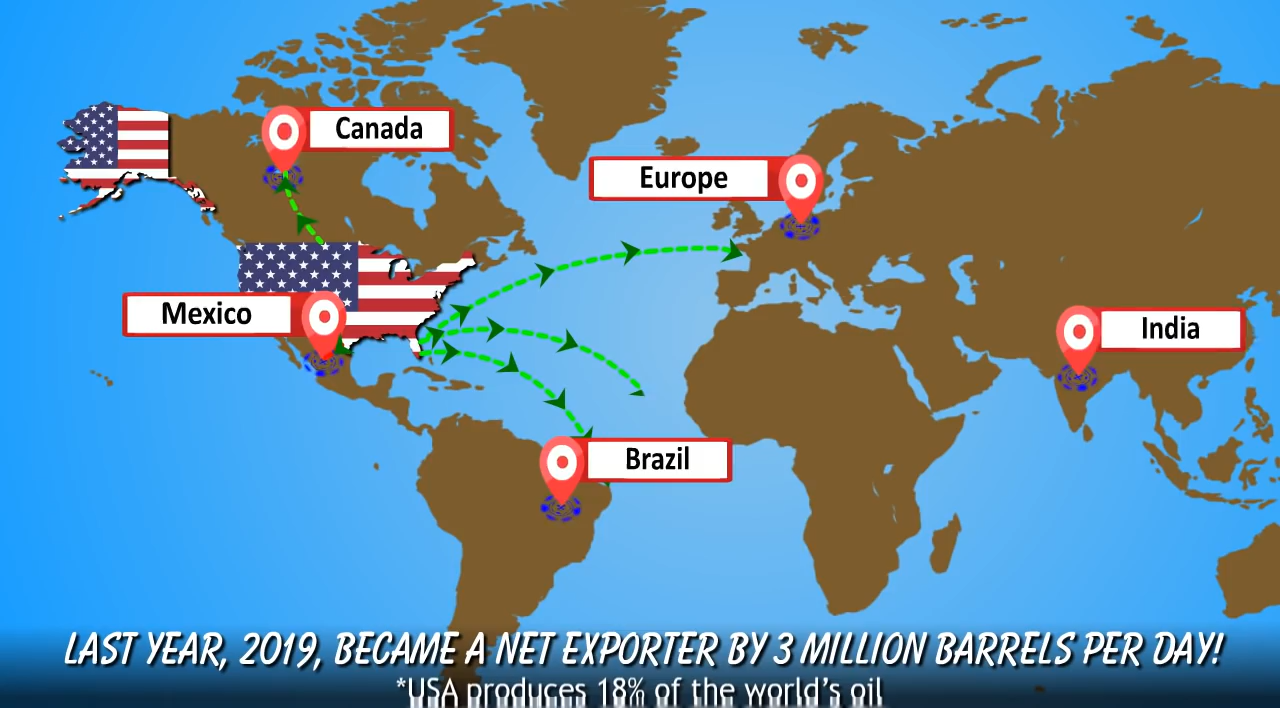 Canada
Europe
Mexico
India
Brazil
LAST YEAR, 2019, BECAME A NET EXPORTER BY 3 MILLION BARRELS PER DAY!
*USA produces 18% of the world's oil